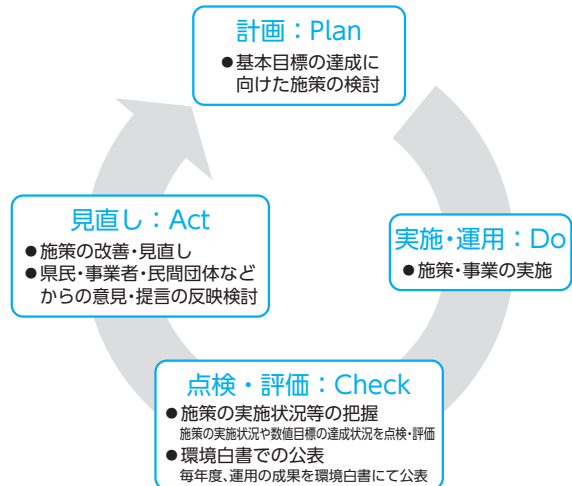 計画：Plan
●基本目標の達成に
向けた施策の検討
実施・運用：Do
●施策・事業の実施
点検・評価：Check
●施策の実施状況等の把握
施策の実施状況や数値目標の達成状況を点検・評価
●環境白書での公表
毎年度、運用の成果を環境白書にて公表
見直し：Act
●施策の改善・見直し
●県民・事業者・民間団体など
からの意見・提言の反映検討